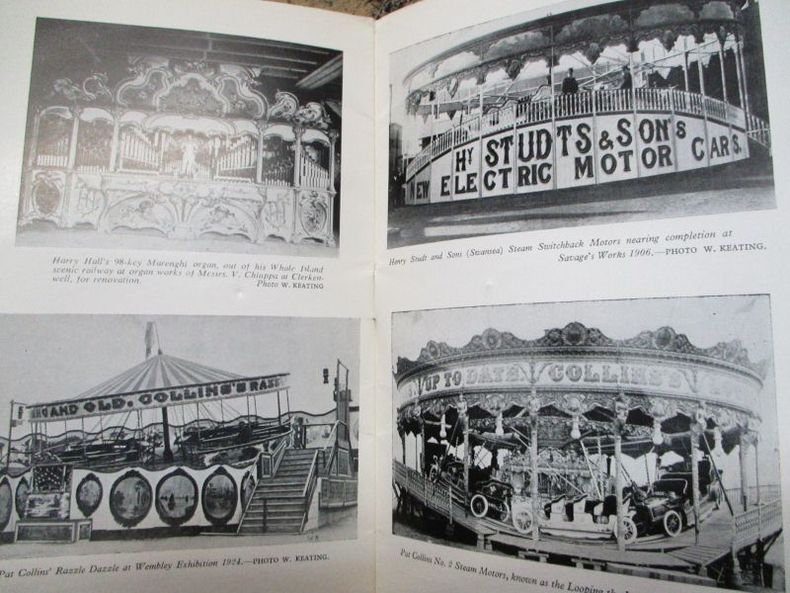 Harry Hall's 98-key Marenghi organ, out of his Whale Island
scenic railway at organ works of Messrs. V. Chiappa at Clerken-
well, for renovation.
Photo W. KEATING
COLLINS'S RAZZ
AND OLD.
Pat Collins' Razzle Dazzle at Wembley Exhibition 1924.—PHOTO W. KEATING.
HY STUDTS & SON'S
NEW ELECTRIC MOTOR CARS.
Henry Studt and Sons (Swansea) Steam Switchback Motors nearing completion at
Savage's Works 1906.—PHOTO W. KEATING.
UP TO DATE COLLINS'S
Pat Collins No. 2 Steam Motors, known as the Looping the